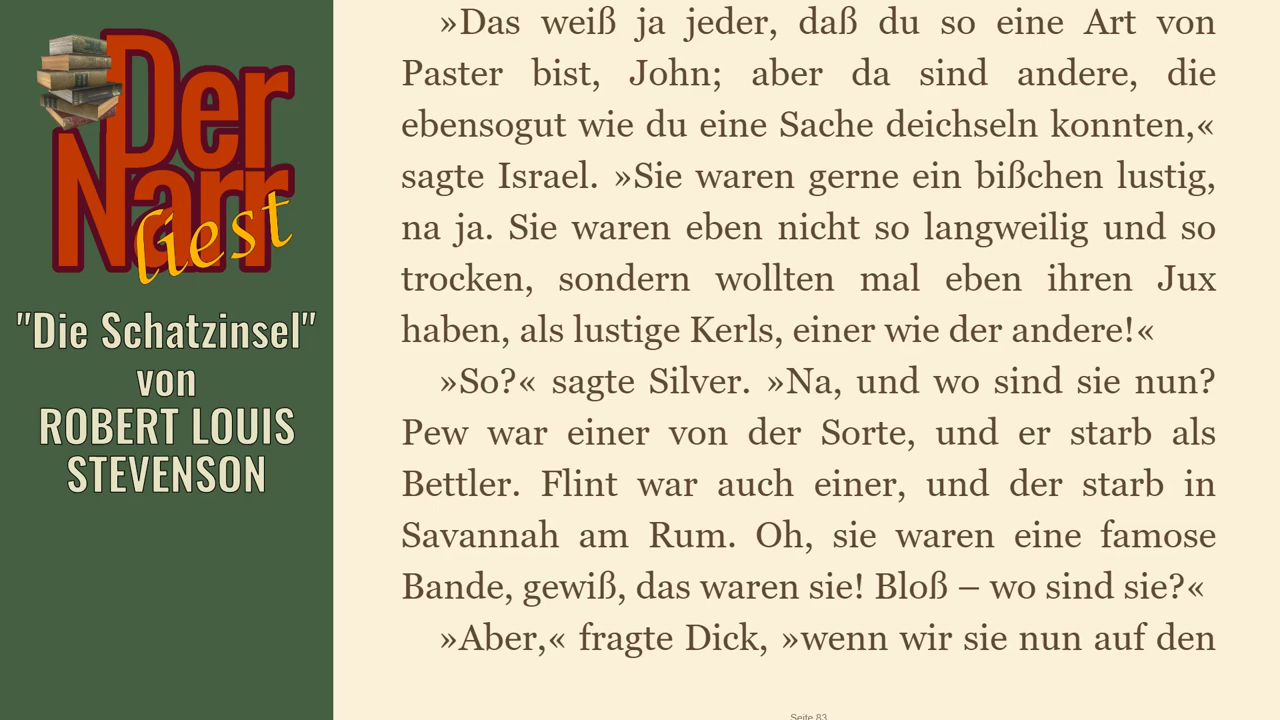 Der
Narr
liest
"Die Schatzinsel"
von
ROBERT LOUIS
STEVENSON
»Das weiß ja jeder, daß du so eine Art von
Paster bist, John; aber da sind andere, die
ebensogut wie du eine Sache deichseln konnten,«
sagte Israel. »Sie waren gerne ein bißchen lustig,
na ja. Sie waren eben nicht so langweilig und so
trocken, sondern wollten mal eben ihren Jux
haben, als lustige Kerls, einer wie der andere!«
»So?« sagte Silver. »Na, und wo sind sie nun?
Pew war einer von der Sorte, und er starb als
Bettler. Flint war auch einer, und der starb in
Savannah am Rum. Oh, sie waren eine famose
Bande, gewiß, das waren sie! Bloß – wo sind sie?«
»Aber,« fragte Dick, »wenn wir sie nun auf den
Seite 83